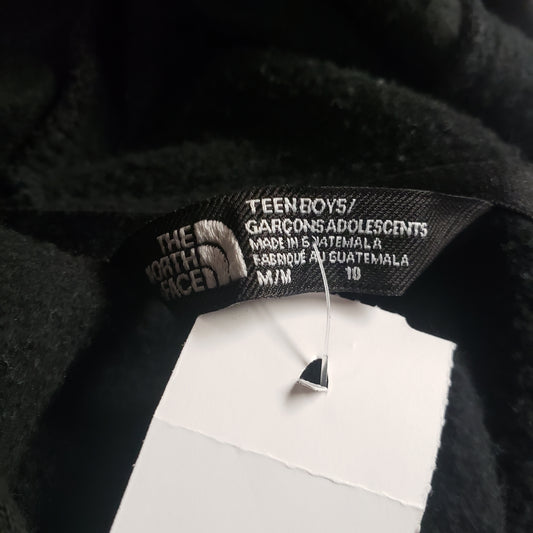 THE
NORTH
FACE
TEEN BOYS/
GARÇONS ADOLESCENTS
MADE IN GUATEMALA
FABRIQUÉ AU GUATEMALA
M/M 10